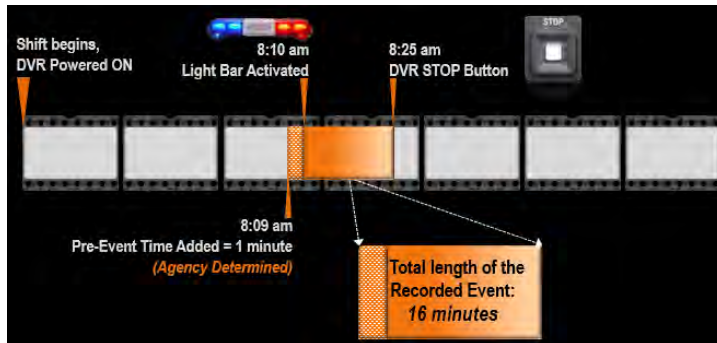 Shift begins,
DVR Powered ON
8:10 am
Light Bar Activated
8:25 am
DVR STOP Button
STOP
8:09 am
Pre-Event Time Added = 1 minute
(Agency Determined)
Total length of the
Recorded Event:
16 minutes